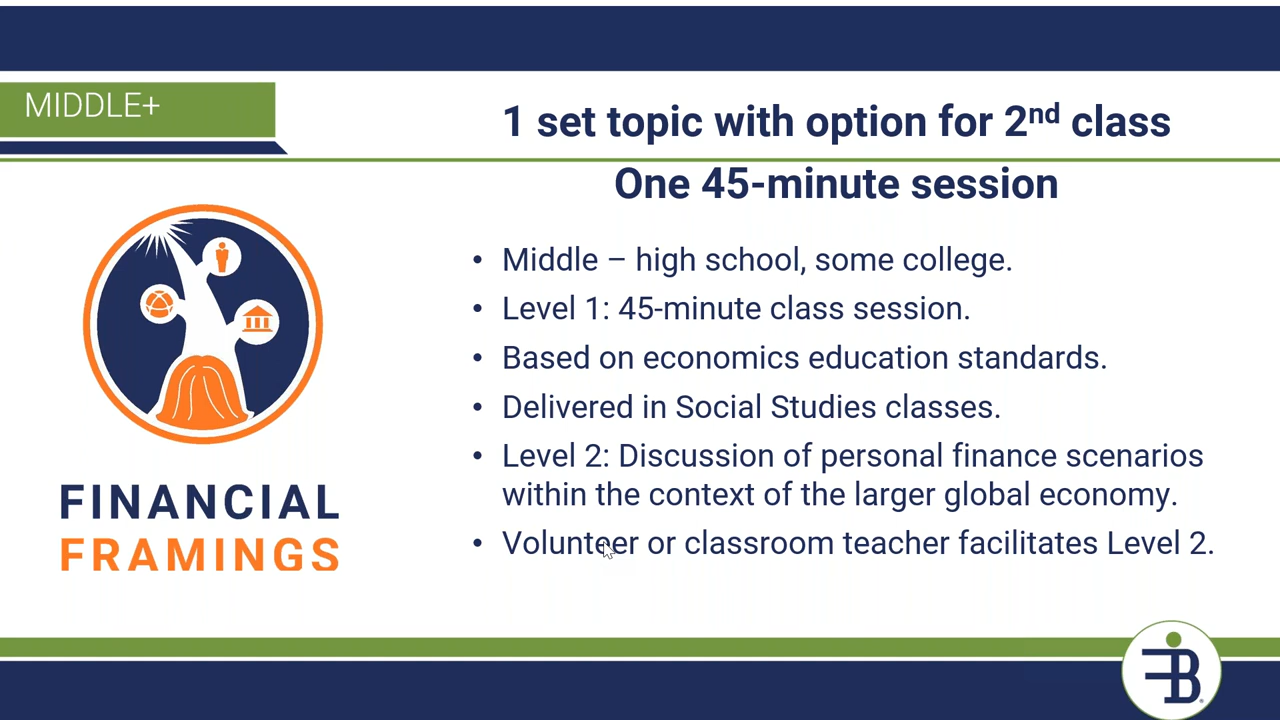 MIDDLE+
1 set topic with option for 2nd class
One 45-minute session
• Middle – high school, some college.
• Level 1: 45-minute class session.
• Based on economics education standards.
• Delivered in Social Studies classes.
• Level 2: Discussion of personal finance scenarios
within the context of the larger global economy.
• Volunteer or classroom teacher facilitates Level 2.
FINANCIAL
FRAMINGS